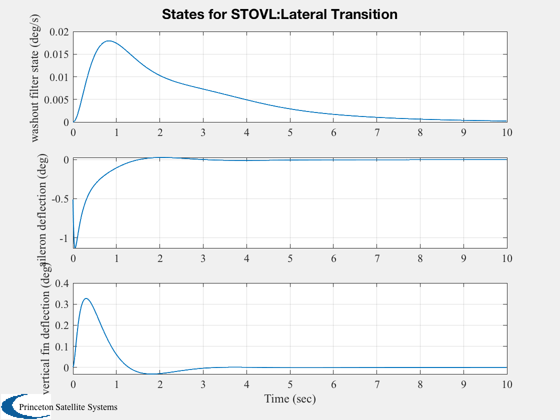 States for STOVL:Lateral Transition
washout filter state (deg/s)
0.02
0.015
0.01
0.005
0
0 1 2 3 4 5 6 7 8 9 10
aileron deflection (deg)
0
-0.5
-1
0 1 2 3 4 5 6 7 8 9 10
vertical fin deflection (deg)
0.4
0.3
0.2
0.1
0
0 1 2 3 4 5 6 7 8 9 10
Time (sec)
Princeton Satellite Systems